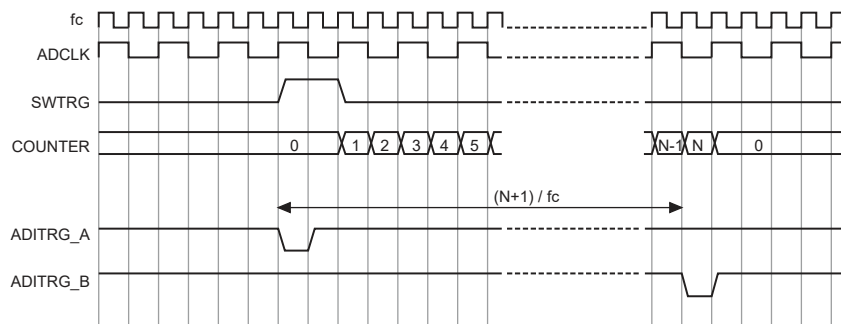 fc
ADCLK
SWTRG
COUNTER 0 1 2 3 4 5 N-1 N 0
(N+1) / fc
ADITRG_A
ADITRG_B